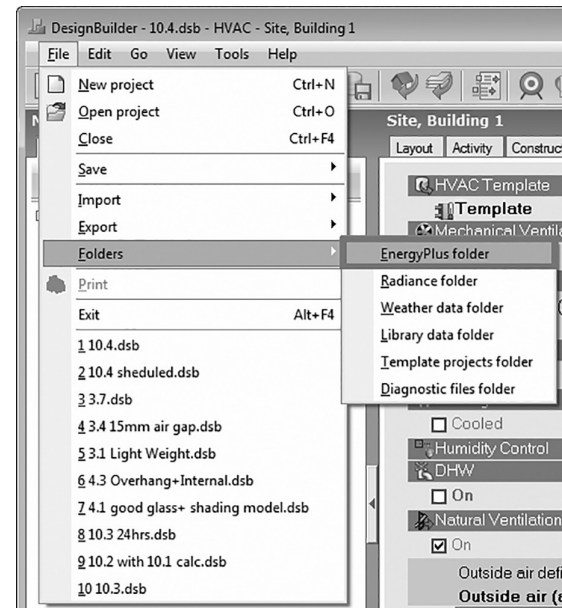 DesignBuilder - 10.4.dsb - HVAC - Site, Building 1
File Edit Go View Tools Help
New project Ctrl+N
Open project Ctrl+O
Close Ctrl+F4
Save
Import
Export
Folders
Print
Exit Alt+F4
1 10.4.dsb
2 10.4 sheduled.dsb
3 3.7.dsb
4 3.4 15mm air gap.dsb
5 3.1 Light Weight.dsb
6 4.3 Overhang+Internal.dsb
7 4.1 good glass+ shading model.dsb
8 10.3 24hrs.dsb
9 10.2 with 10.1 calc.dsb
10 10.3.dsb
EnergyPlus folder
Radiance folder
Weather data folder
Library data folder
Template projects folder
Diagnostic files folder
Site, Building 1
Layout Activity Construc
HVAC Template
Template
Mechanical Ventila
Cooled
Humidity Control
DHW
On
Natural Ventilation
On
Outside air defi
Outside air (a